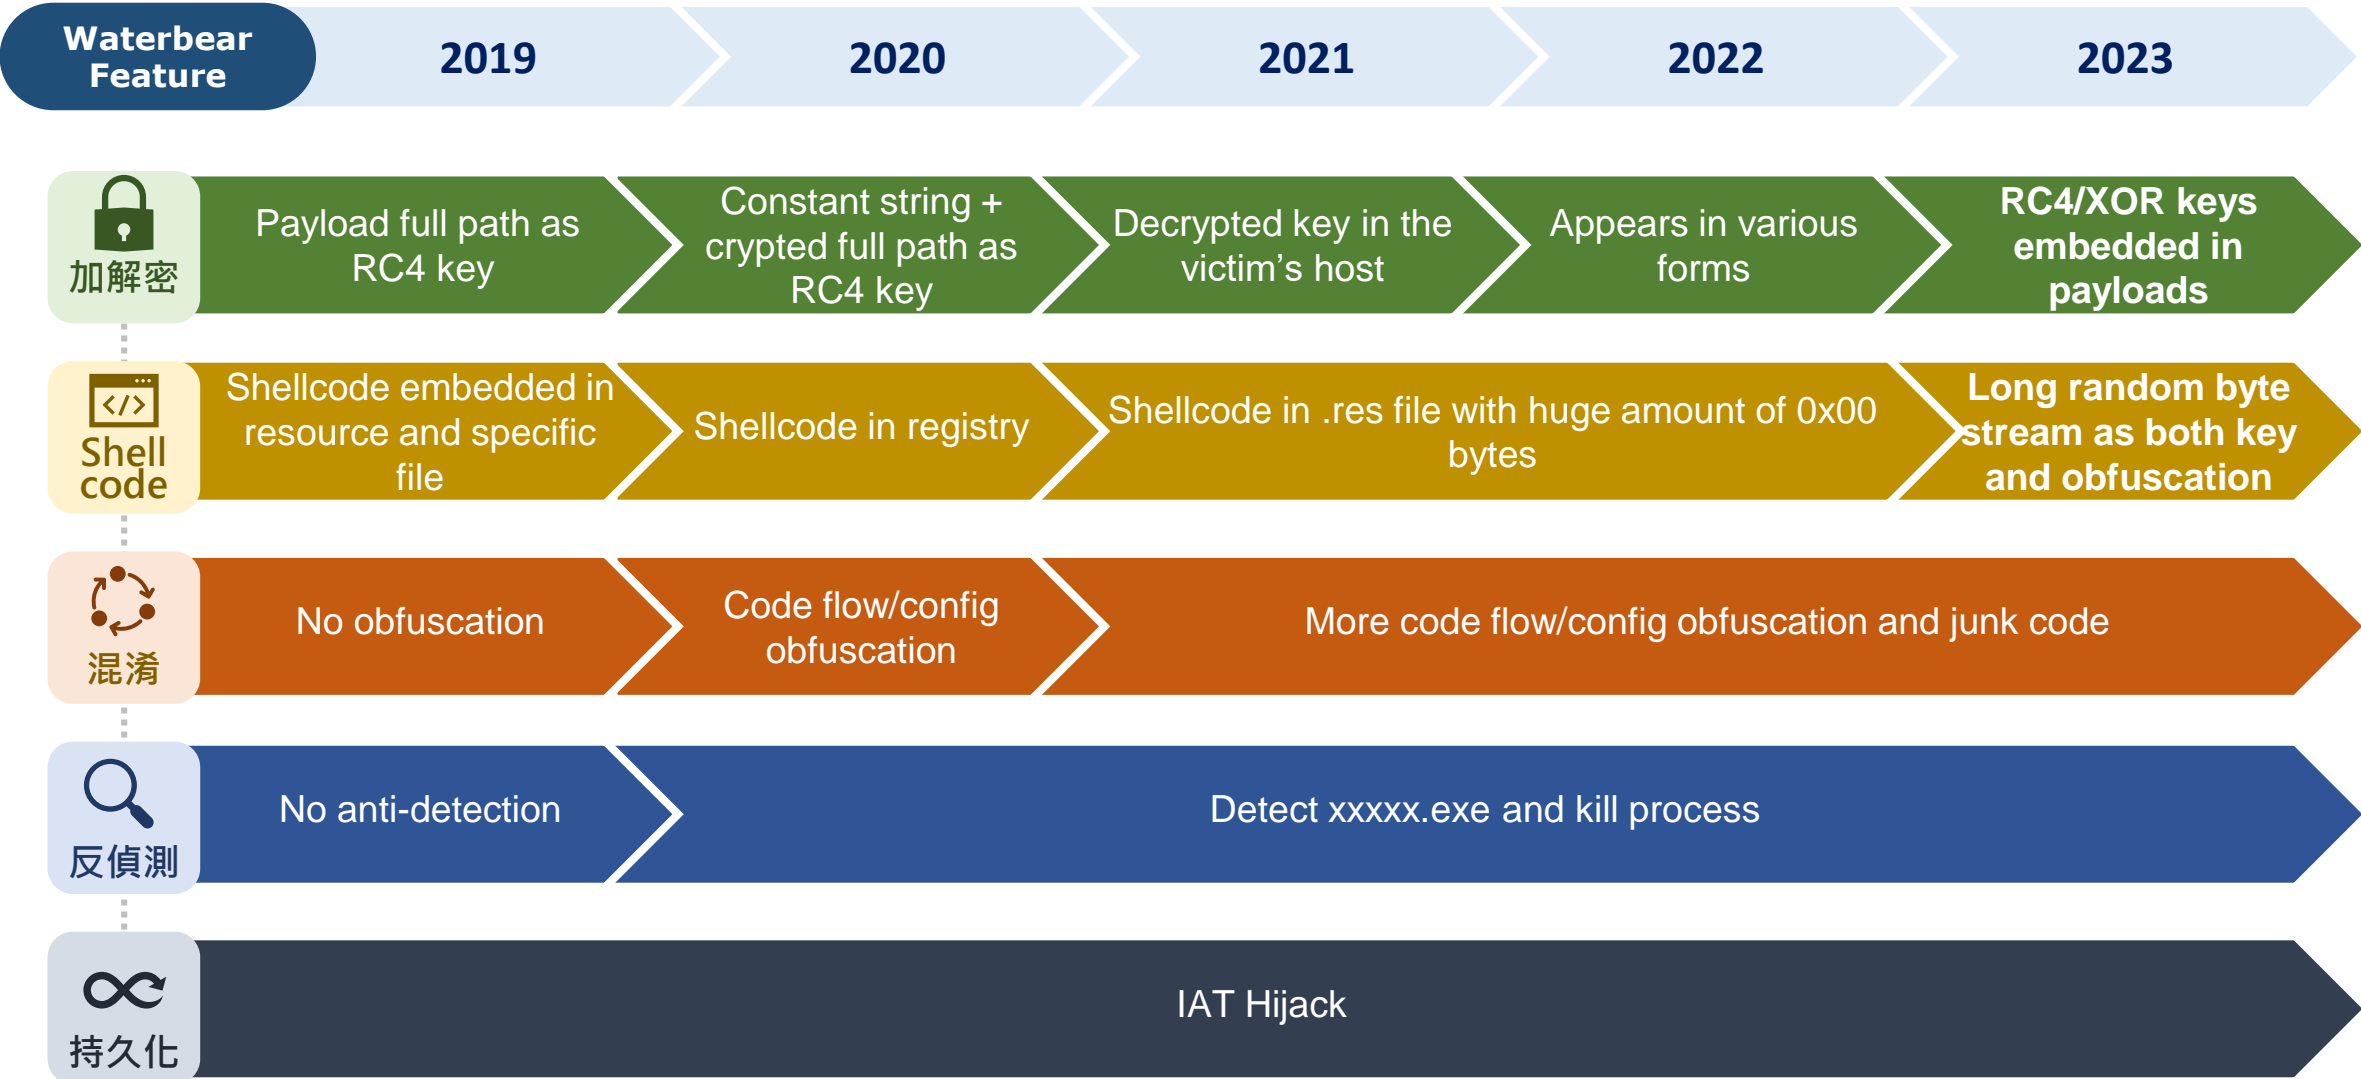 Waterbear
Feature
2019
2020
2021
2022
2023
加解密
Payload full path as
RC4 key
Constant string +
crypted full path as
RC4 key
Decrypted key in the
victim’s host
Appears in various
forms
RC4/XOR keys
embedded in
payloads
Shell
code
Shellcode embedded in
resource and specific
file
Shellcode in registry
Shellcode in .res file with huge amount of 0x00
bytes
Long random byte
stream as both key
and obfuscation
混淆
No obfuscation
Code flow/config
obfuscation
More code flow/config obfuscation and junk code
反偵測
No anti-detection
Detect xxxxx.exe and kill process
持久化
IAT Hijack